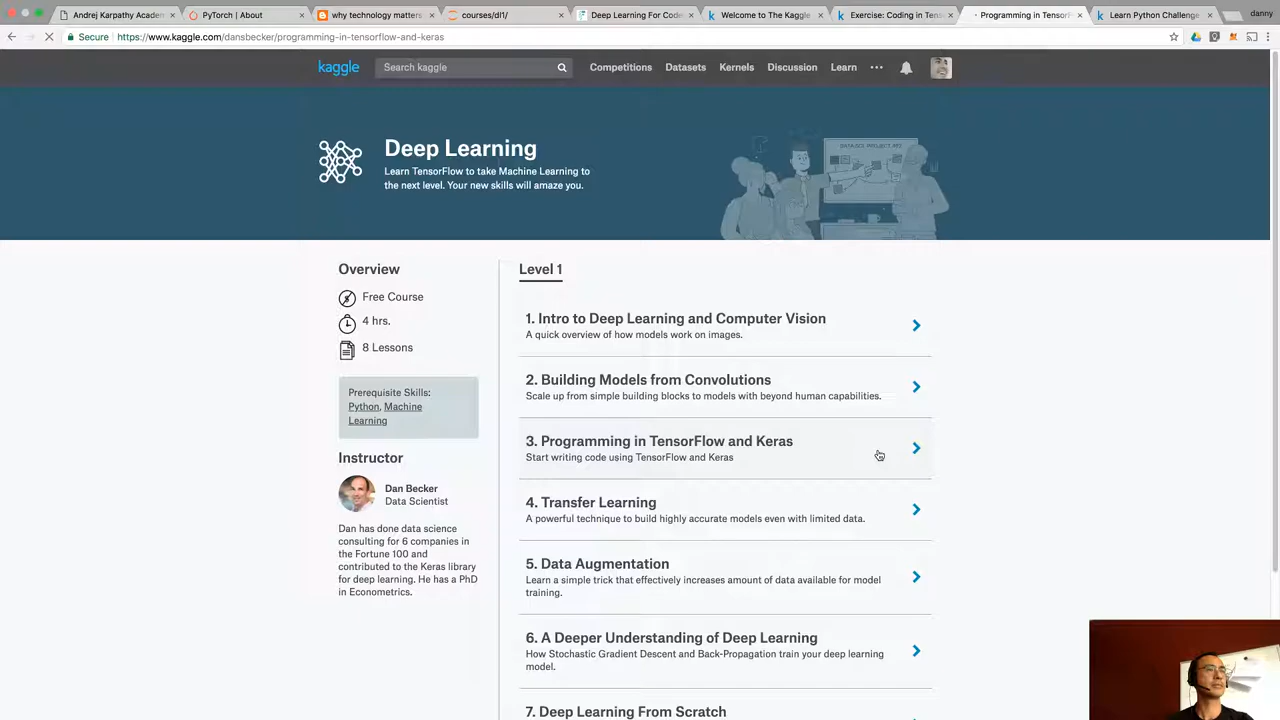 Andrej Karpathy Academ
PyTorch | About
why technology matters
courses/dl1/
Deep Learning For Code
Welcome to The Kaggle
Exercise: Coding in Tens
Programming in TensorF
Learn Python Challenge
danny
Secure
https://www.kaggle.com/dansbecker/programming-in-tensorflow-and-keras
kaggle
Search kaggle
Competitions
Datasets
Kernels
Discussion
Learn
Deep Learning
Learn TensorFlow to take Machine Learning to
the next level. Your new skills will amaze you.
Overview
Free Course
4 hrs.
8 Lessons
Prerequisite Skills:
Python, Machine
Learning
Instructor
Dan Becker
Data Scientist
Dan has done data science
consulting for 6 companies in
the Fortune 100 and
contributed to the Keras library
for deep learning. He has a PhD
in Econometrics.
Level 1
1. Intro to Deep Learning and Computer Vision
A quick overview of how models work on images.
2. Building Models from Convolutions
Scale up from simple building blocks to models with beyond human capabilities.
3. Programming in TensorFlow and Keras
Start writing code using TensorFlow and Keras
4. Transfer Learning
A powerful technique to build highly accurate models even with limited data.
5. Data Augmentation
Learn a simple trick that effectively increases amount of data available for model
training.
6. A Deeper Understanding of Deep Learning
How Stochastic Gradient Descent and Back-Propagation train your deep learning
model.
7. Deep Learning From Scratch